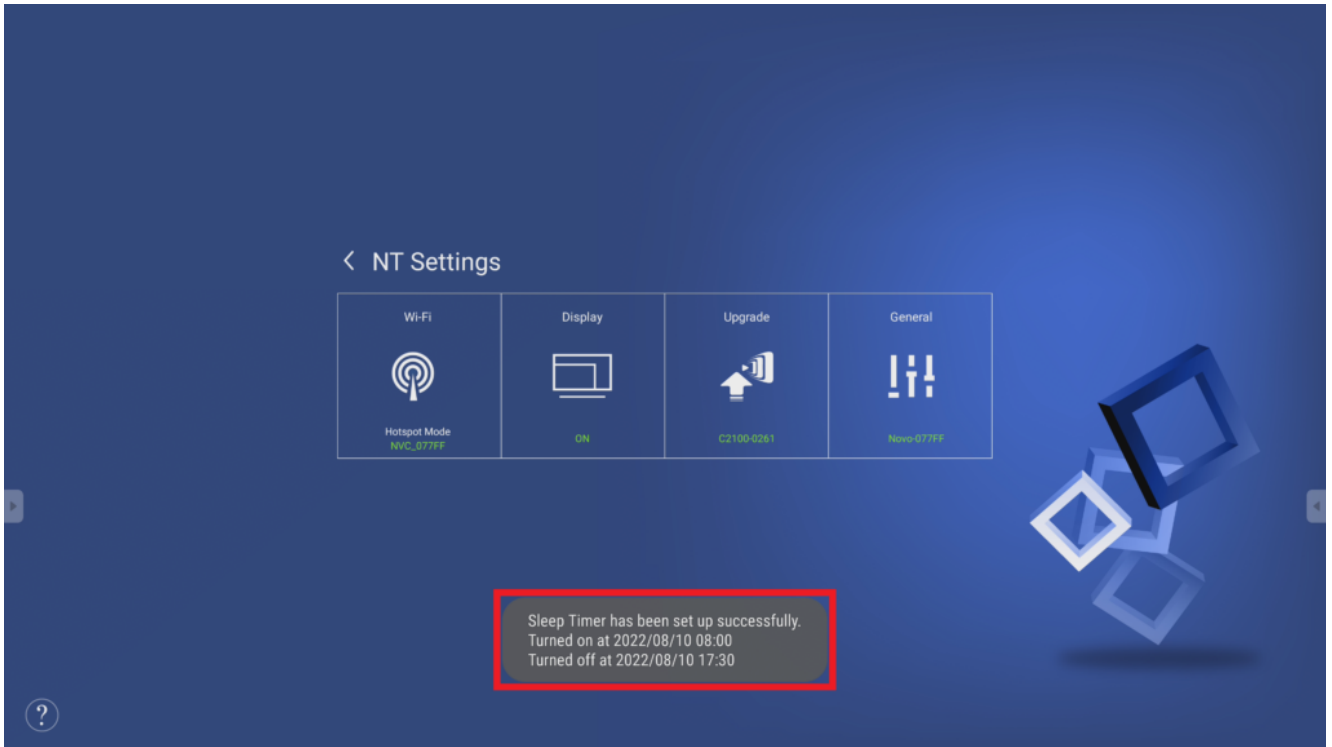 NT Settings
Wi-Fi
Display
Upgrade
General
Hotspot Mode
NVC_077FF
ON
C2100-0261
Novo-077FF
Sleep Timer has been set up successfully.
Turned on at 2022/08/10 08:00
Turned off at 2022/08/10 17:30
?